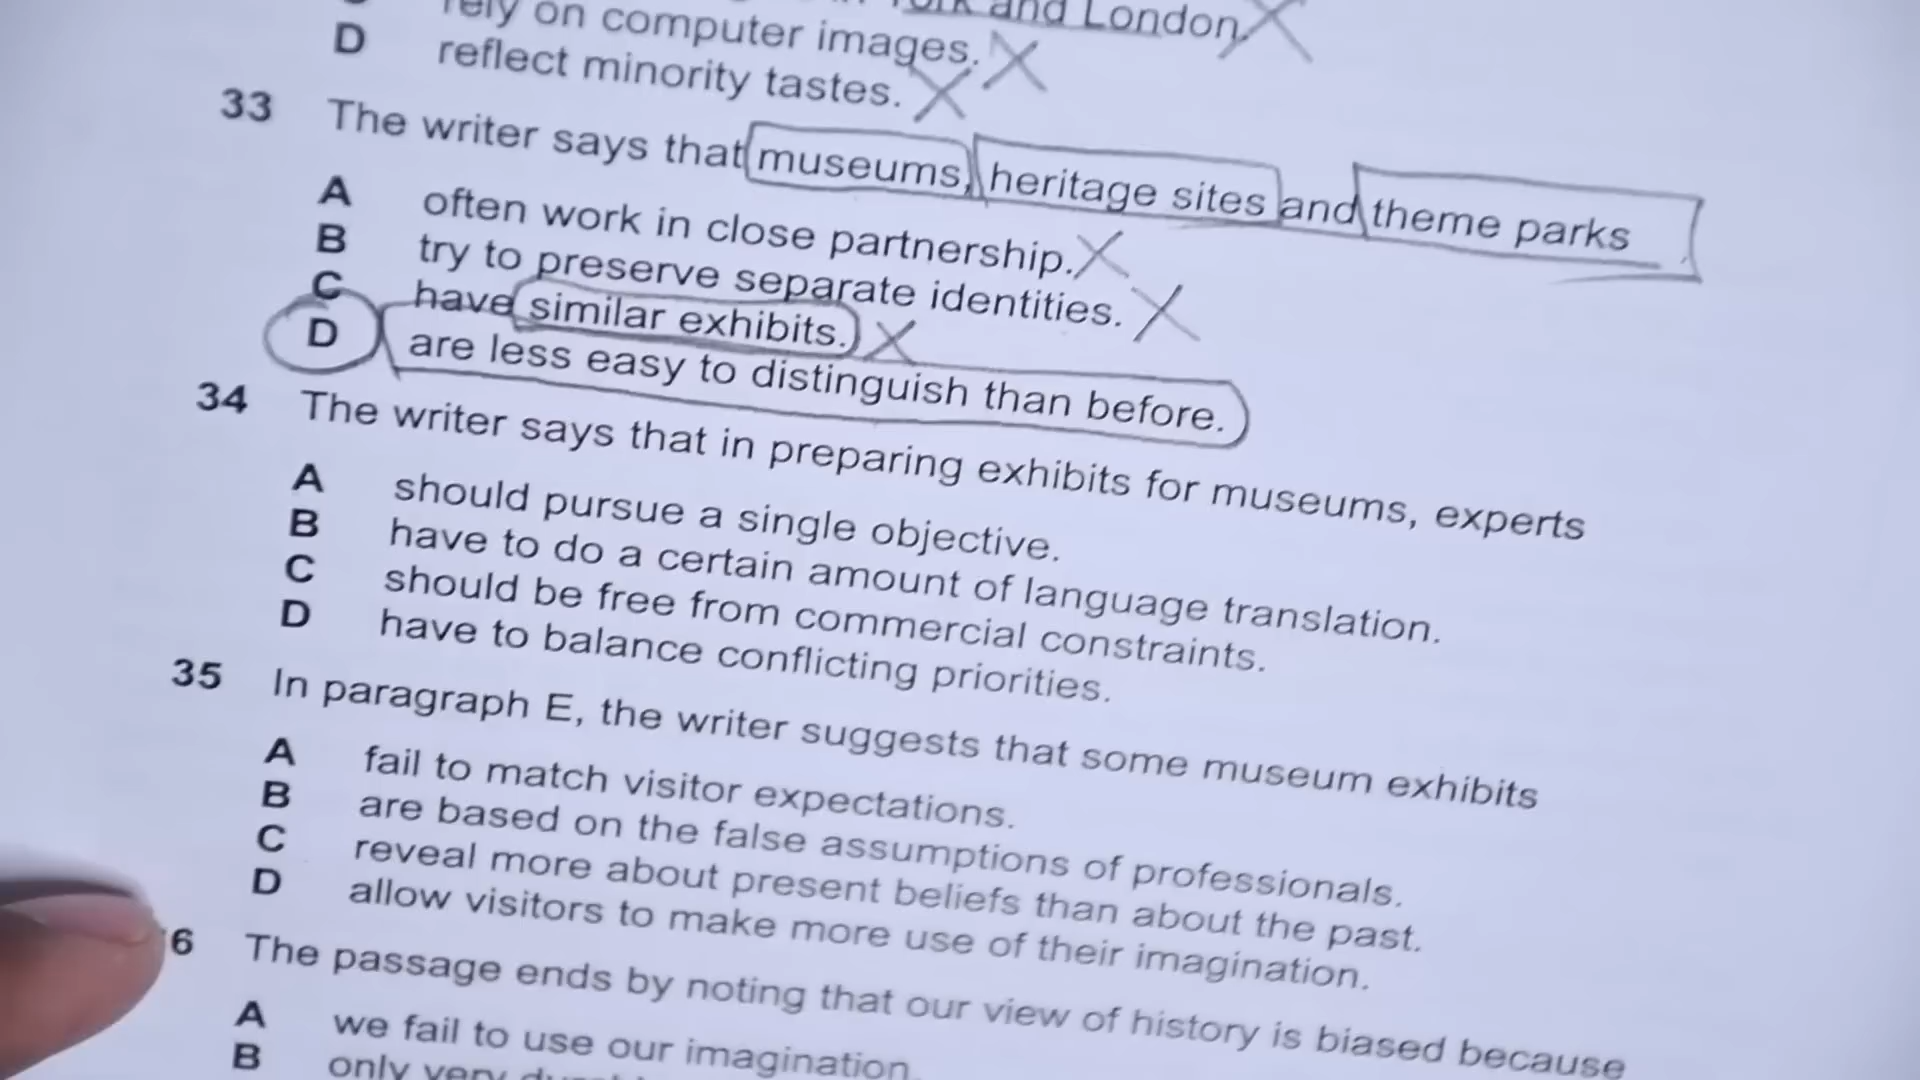 and London.
rely on computer images.
D reflect minority tastes.
33 The writer says that museums, heritage sites and theme parks
A often work in close partnership.
B try to preserve separate identities.
C have similar exhibits.
D are less easy to distinguish than before.
34 The writer says that in preparing exhibits for museums, experts
A should pursue a single objective.
B have to do a certain amount of language translation.
C should be free from commercial constraints.
D have to balance conflicting priorities.
35 In paragraph E, the writer suggests that some museum exhibits
A fail to match visitor expectations.
B are based on the false assumptions of professionals.
C reveal more about present beliefs than about the past.
D allow visitors to make more use of their imagination.
6 The passage ends by noting that our view of history is biased because
A we fail to use our imagination.
B only very